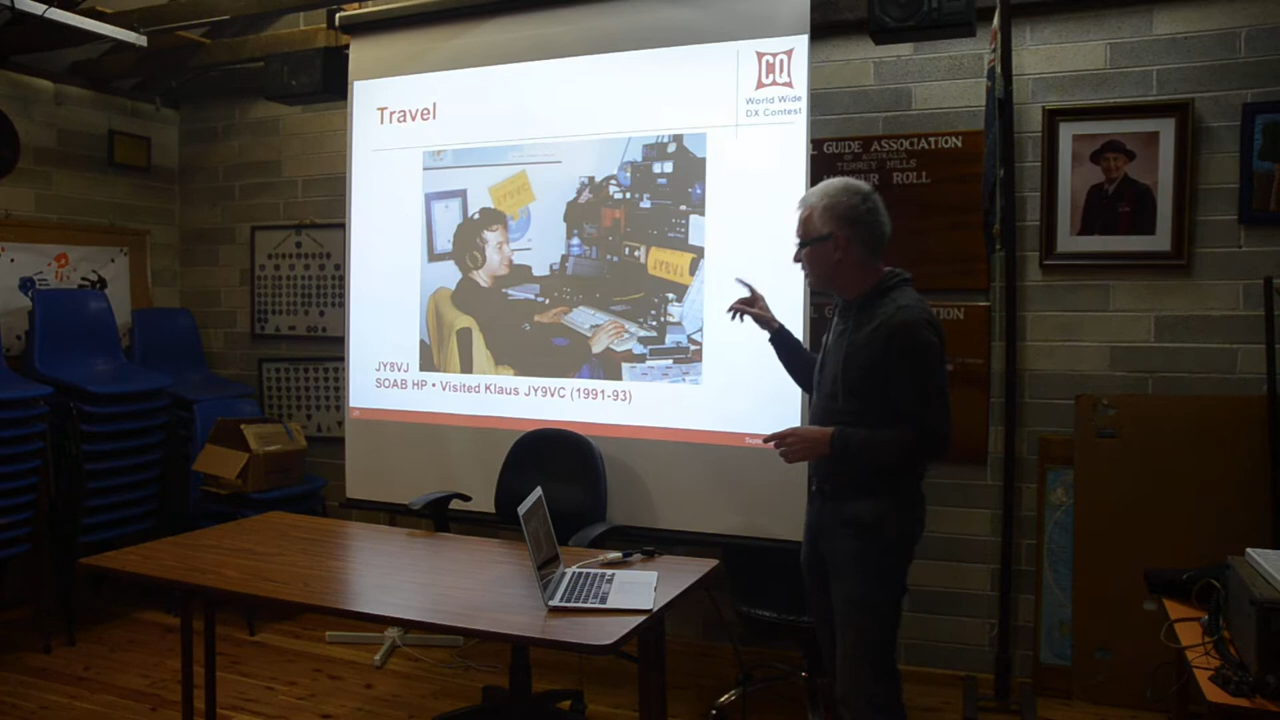 Travel
CQ
World Wide
DX Contest
JY8VJ
SOAB HP • Visited Klaus JY9VC (1991-93)
L GUIDE ASSOCIATION
OF AUSTRALIA
TERREY HILLS
HONOUR ROLL